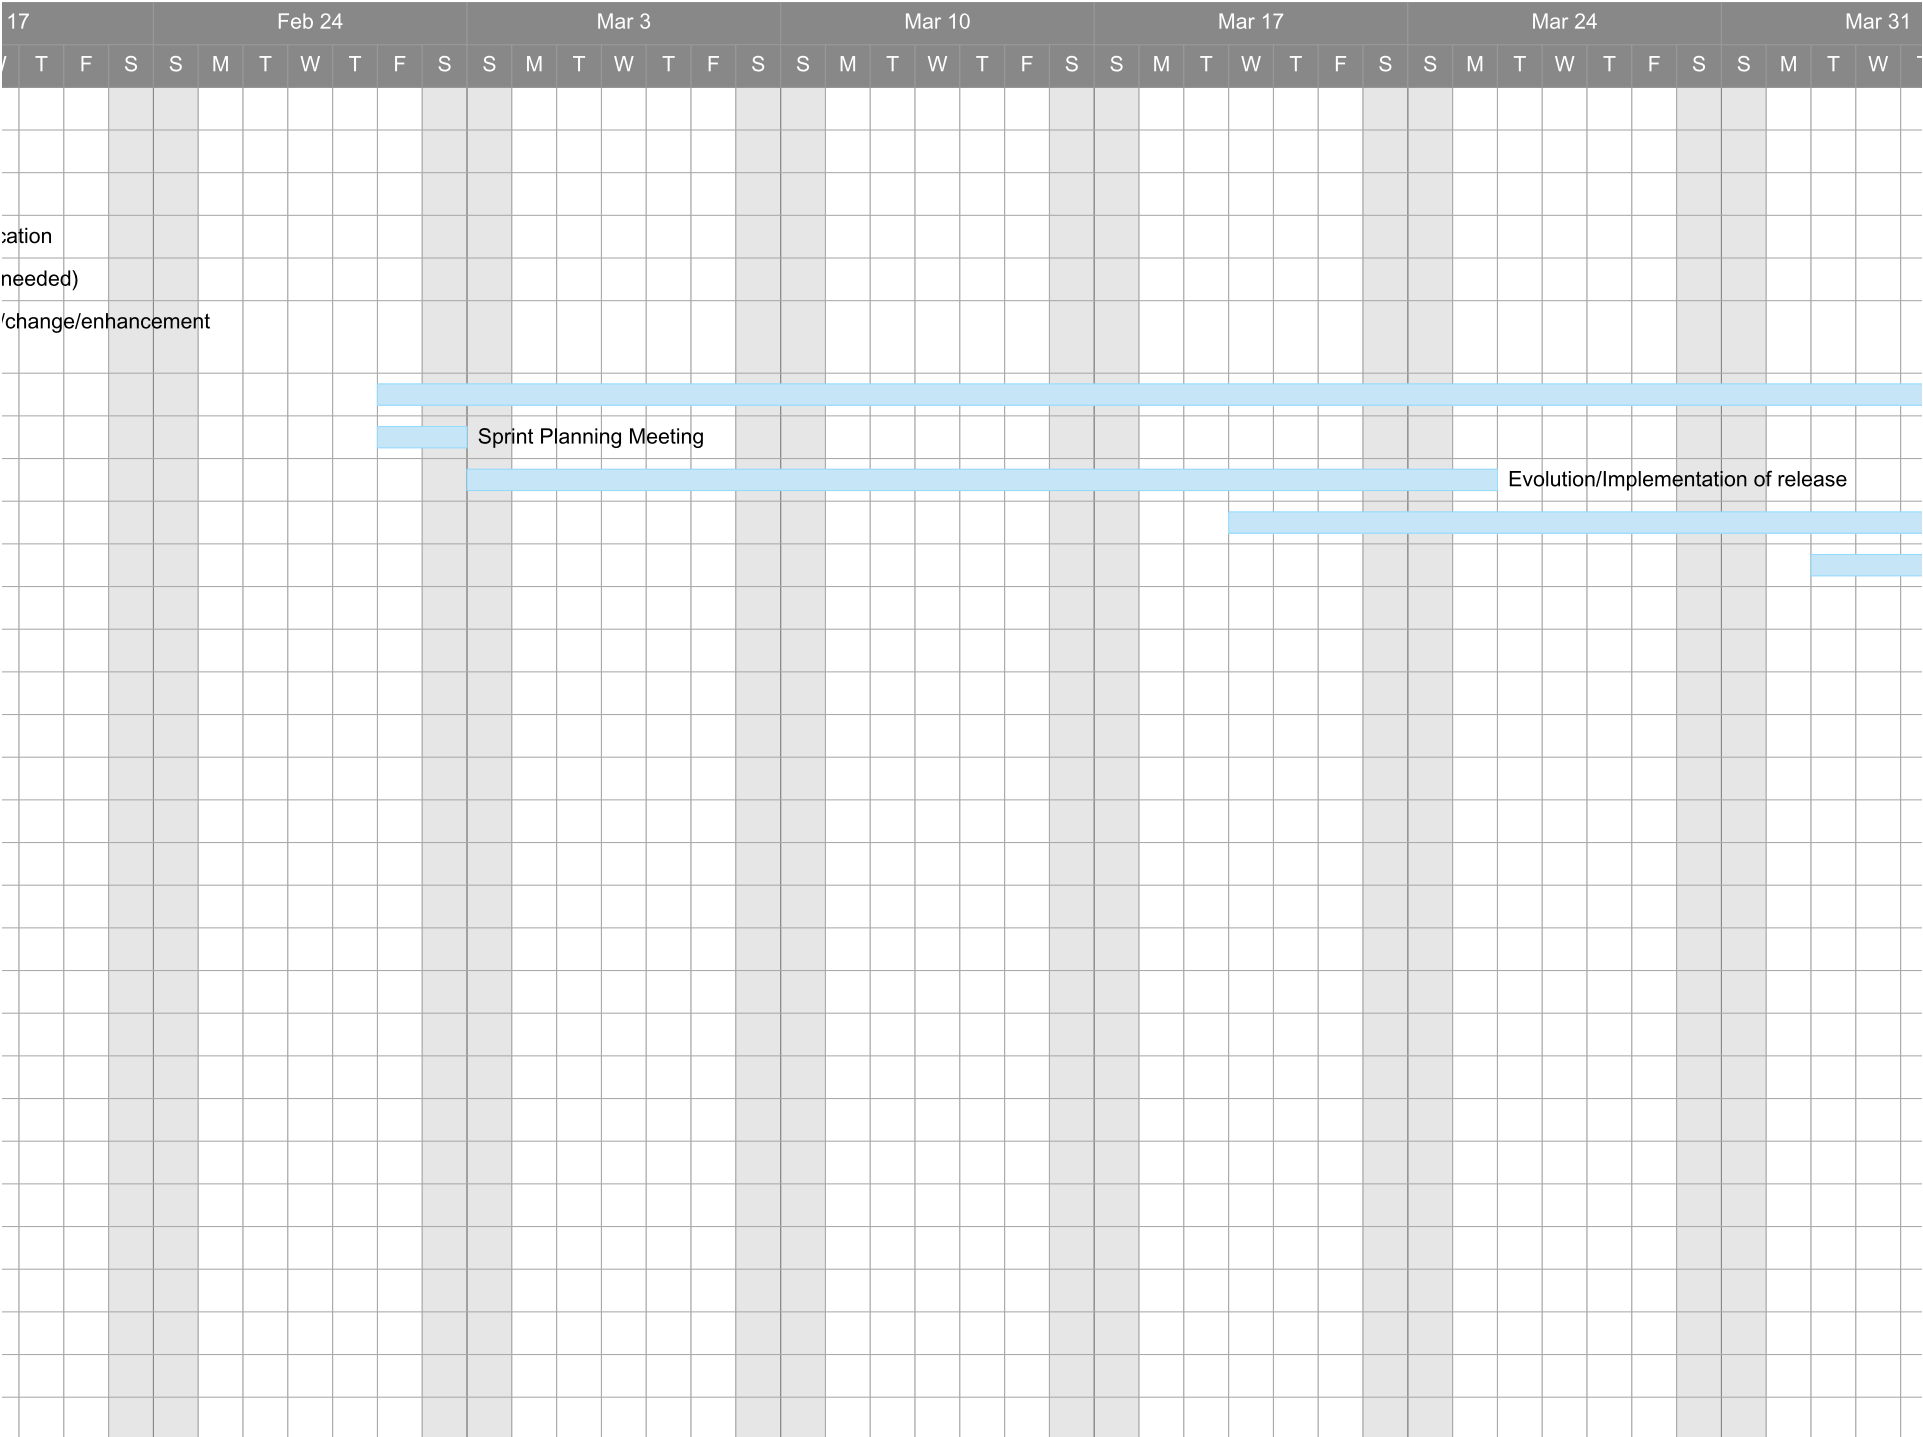 17 Feb 24 Mar 3 Mar 10 Mar 17 Mar 24 Mar 31
T F S S M T W T F S S M T W T F S S M T W T F S S M T W T F S S M T W T F S S M T W
cation
needed)
/change/enhancement
Sprint Planning Meeting
Evolution/Implementation of release